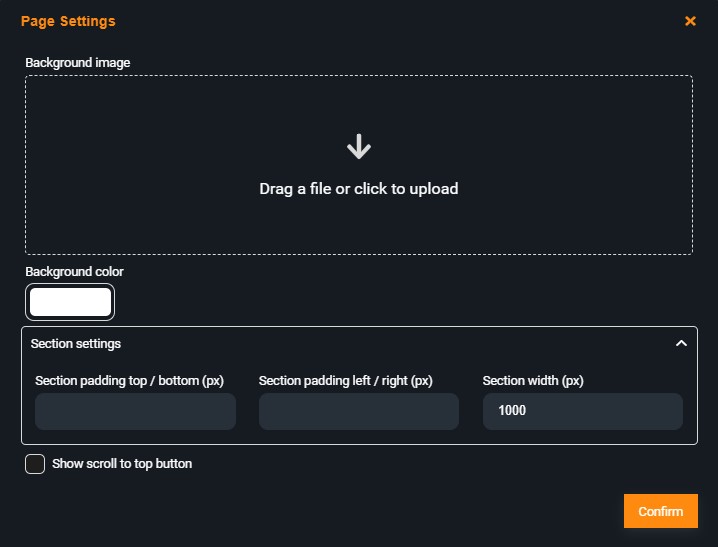 Page Settings
Background image
Drag a file or click to upload
Background color
Section settings
Section padding top / bottom (px)
Section padding left / right (px)
Section width (px)
1000
Show scroll to top button
Confirm